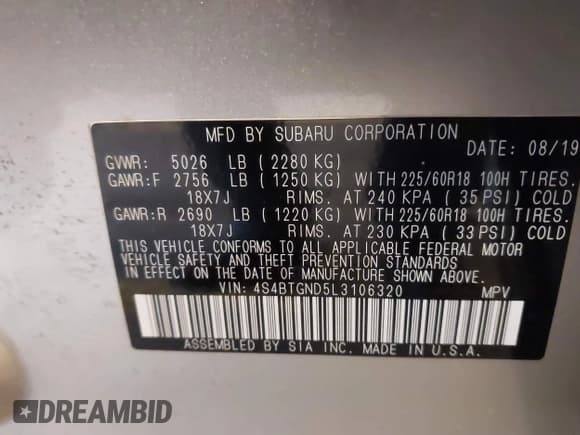 MFD BY SUBARU CORPORATION
DATE: 08/19
GVWR: 5026 LB (2280 KG)
GAWR:F 2756 LB (1250 KG) WITH 225/60R18 100H TIRES.
18X7J RIMS. AT 240 KPA (35 PSI) COLD
GAWR:R 2690 LB (1220 KG) WITH 225/60R18 100H TIRES.
18X7J RIMS. AT 230 KPA (33 PSI) COLD
THIS VEHICLE CONFORMS TO ALL APPLICABLE FEDERAL MOTOR
VEHICLE SAFETY AND THEFT PREVENTION STANDARDS
IN EFFECT ON THE DATE OF MANUFACTURE SHOWN ABOVE.
VIN: 4S4BTGND5L3106320 MPV
ASSEMBLED BY SIA INC. MADE IN U.S.A.
DREAMBID